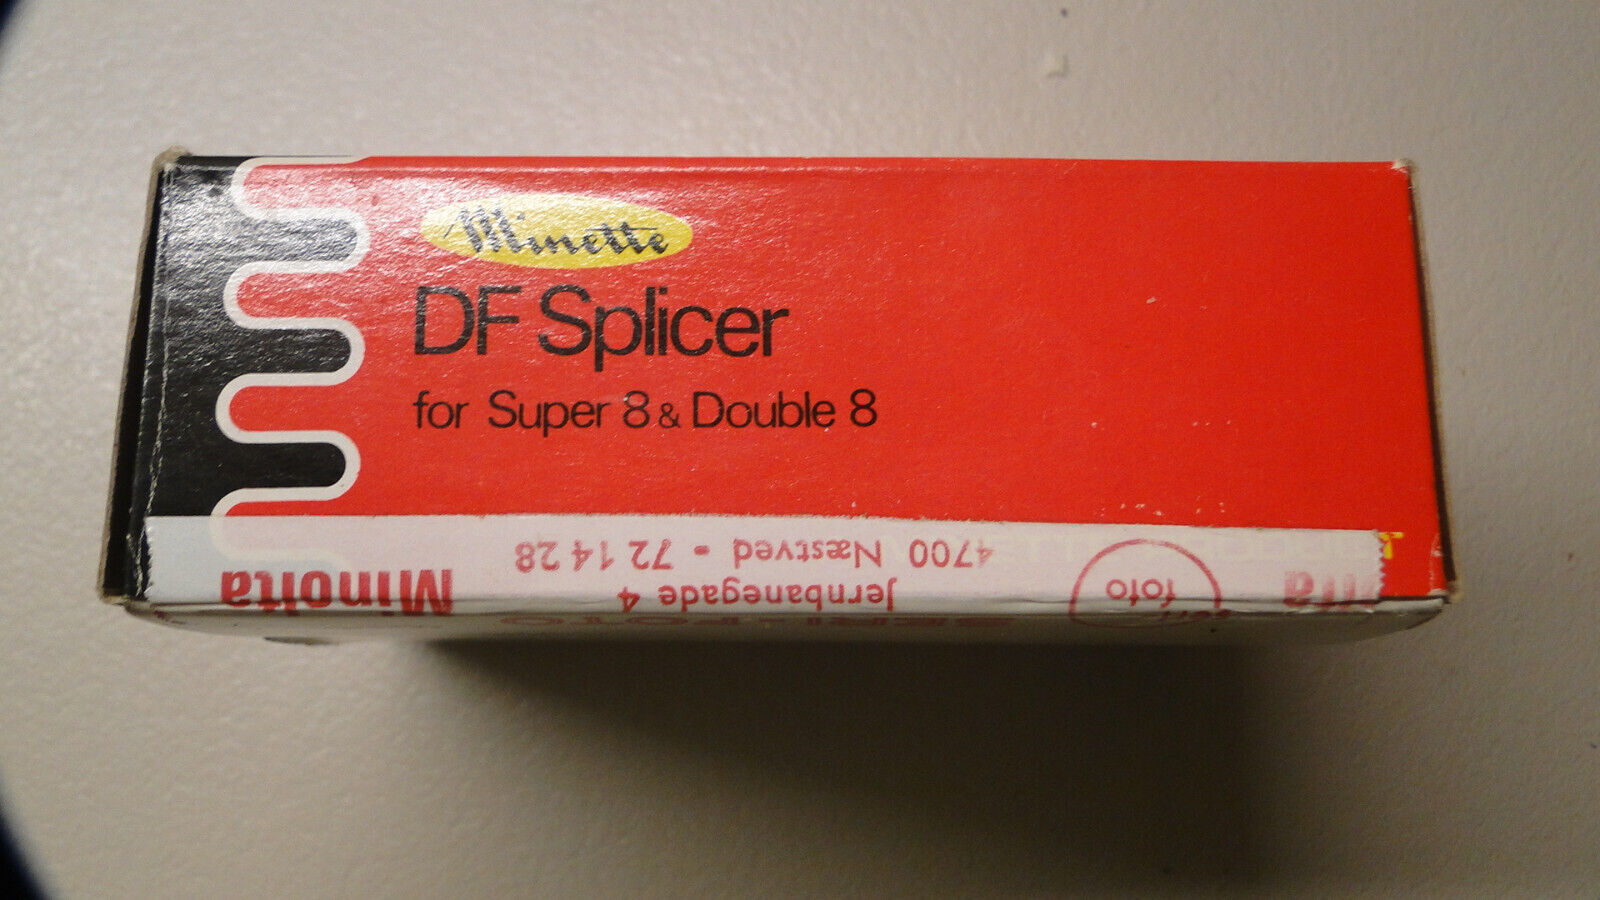 Minette
DF Splicer
for Super 8 & Double 8
Minolta
foto
Jernbanegade 4
4700 Næstved - 72 14 28